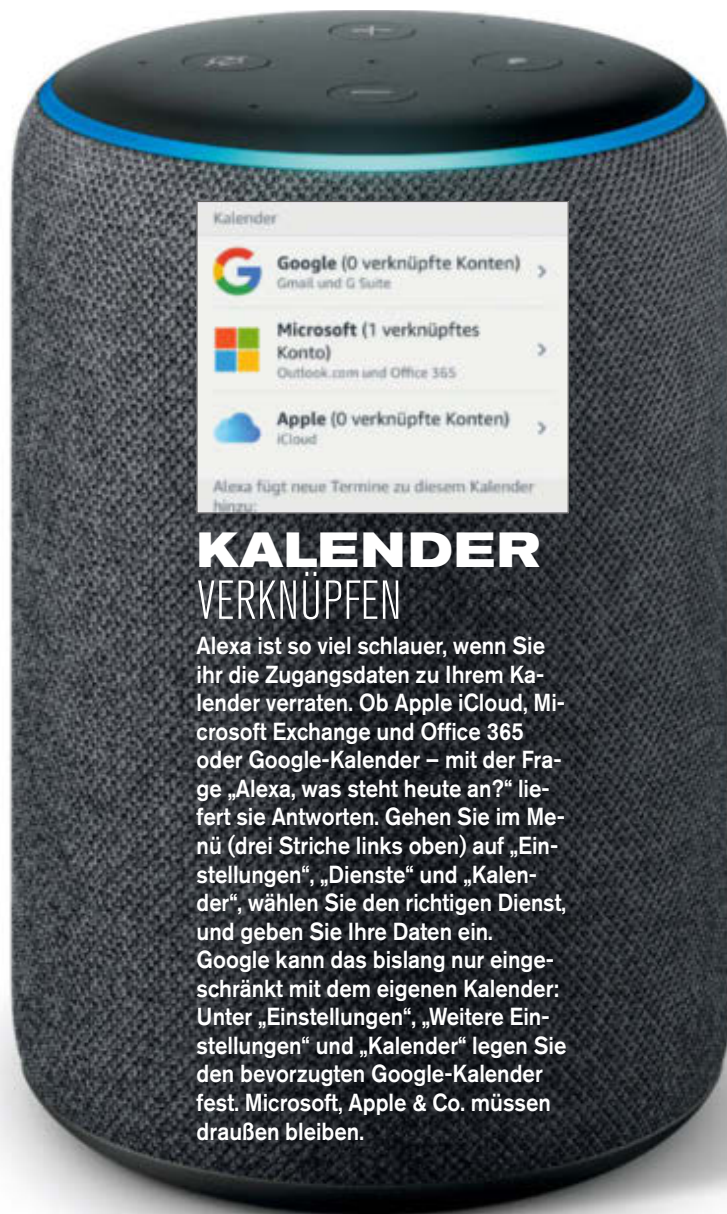 Kalender
Google (0 verknüpfte Konten)
Gmail und G Suite
Microsoft (1 verknüpftes
Konto)
Outlook.com und Office 365
Apple (0 verknüpfte Konten)
iCloud
Alexa fügt neue Termine zu diesem Kalender
hinzu:
KALENDER
VERKNÜPFEN
Alexa ist so viel schlauer, wenn Sie
ihr die Zugangsdaten zu Ihrem Ka-
lender verraten. Ob Apple iCloud, Mi-
crosoft Exchange und Office 365
oder Google-Kalender – mit der Fra-
ge „Alexa, was steht heute an?“ lie-
fert sie Antworten. Gehen Sie im Me-
nü (drei Striche links oben) auf „Ein-
stellungen“, „Dienste“ und „Kalen-
der“, wählen Sie den richtigen Dienst,
und geben Sie Ihre Daten ein.
Google kann das bislang nur einge-
schränkt mit dem eigenen Kalender:
Unter „Einstellungen“, „Weitere Ein-
stellungen“ und „Kalender“ legen Sie
den bevorzugten Google-Kalender
fest. Microsoft, Apple & Co. müssen
draußen bleiben.